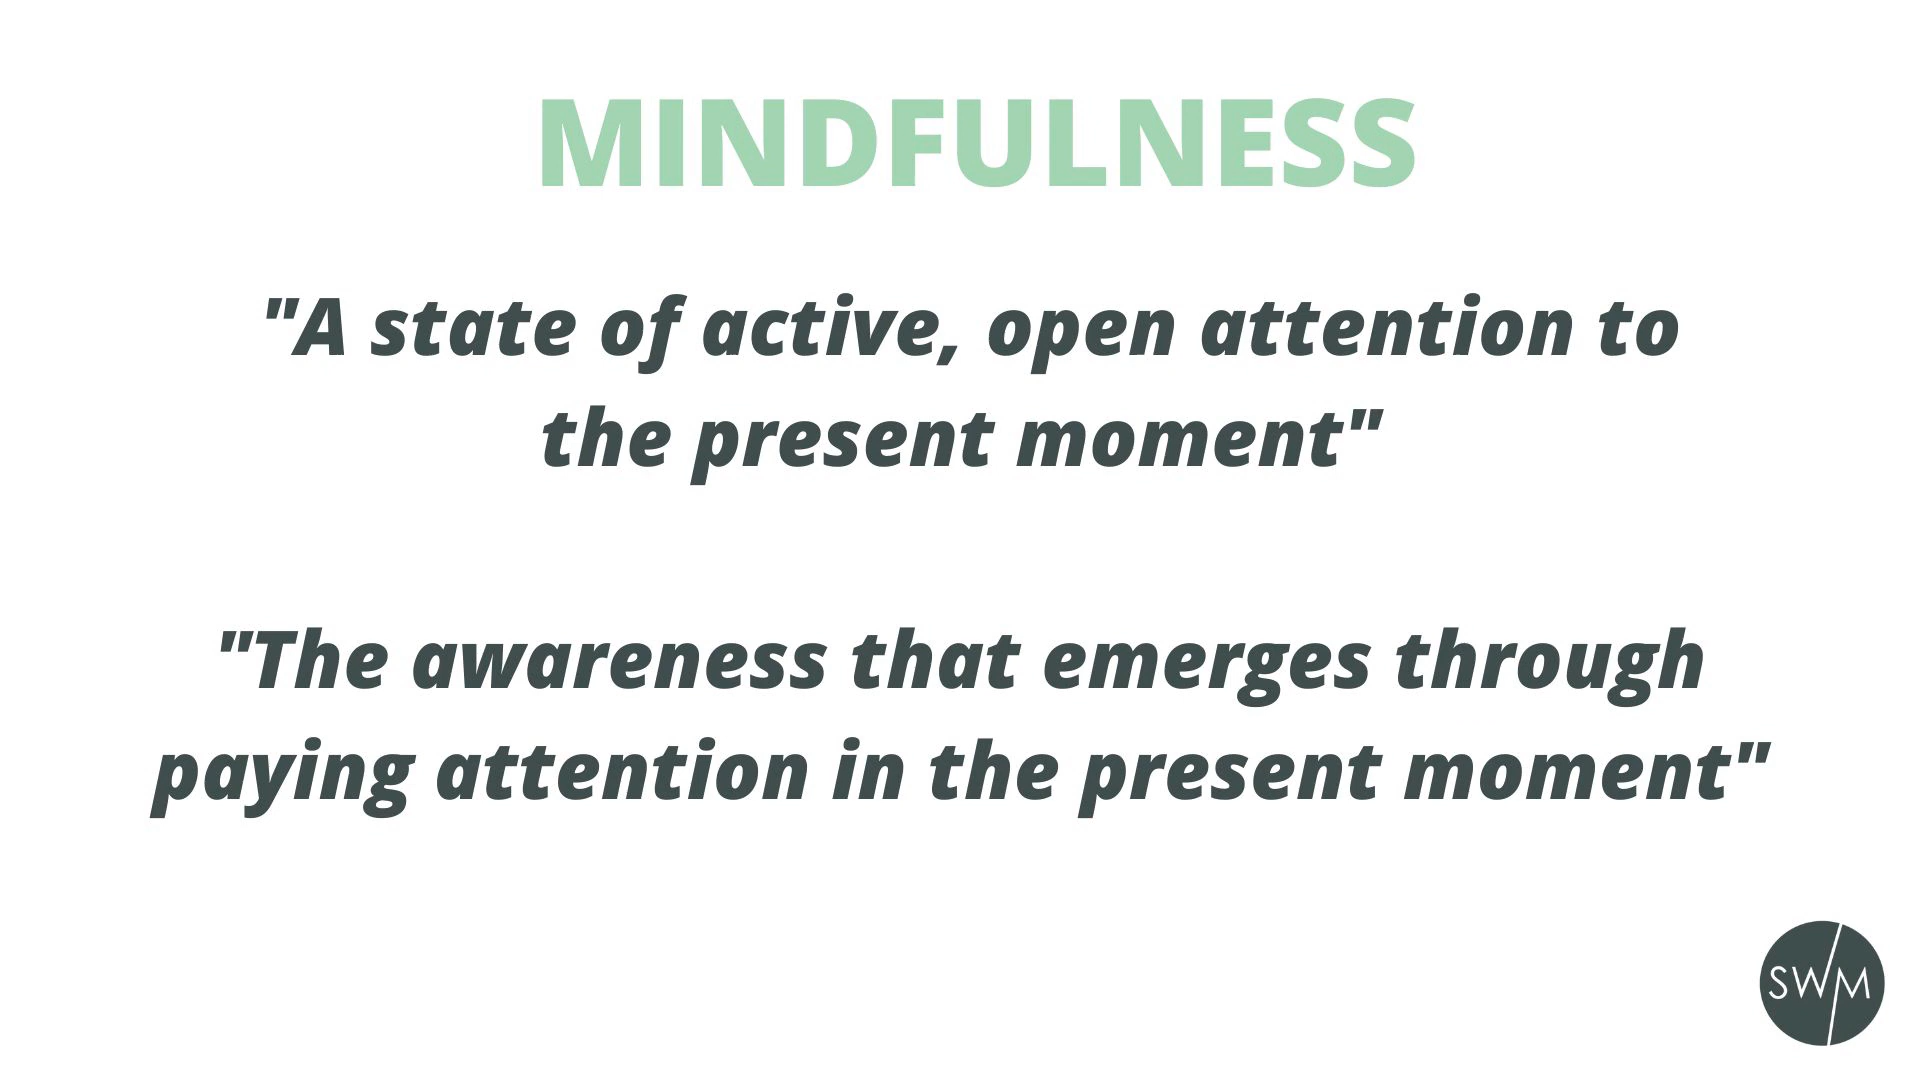 MINDFULNESS
"A state of active, open attention to
the present moment"
"The awareness that emerges through
paying attention in the present moment"
SWM